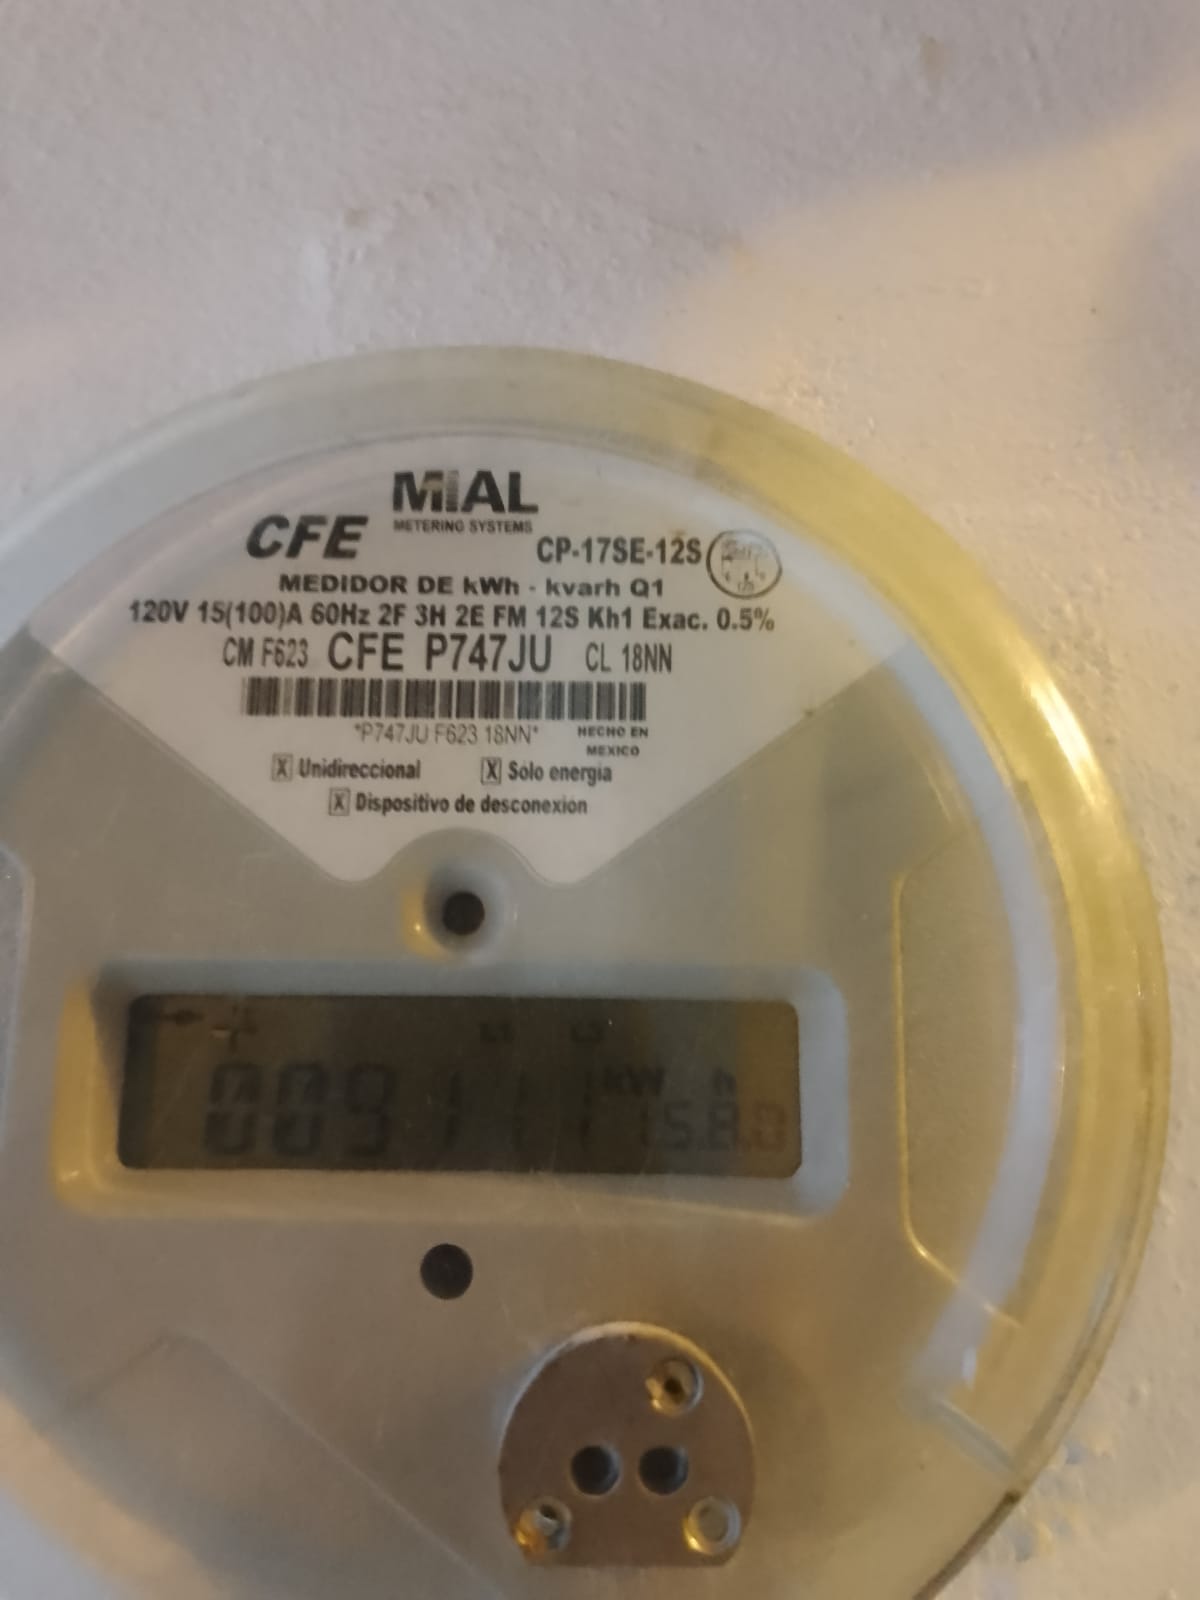 MIAL
METERING SYSTEMS
CFE
CP-17SE-12S
MEDIDOR DE kWh - kvarh Q1
120V 15(100)A 60Hz 2F 3H 2E FM 12S Kh1 Exac. 0.5%
CM F623 CFE P747JU CL 18NN
*P747JU F623 18NN* HECHO EN
MEXICO
X Unidireccional X Solo energía
X Dispositivo de desconexión
kW h